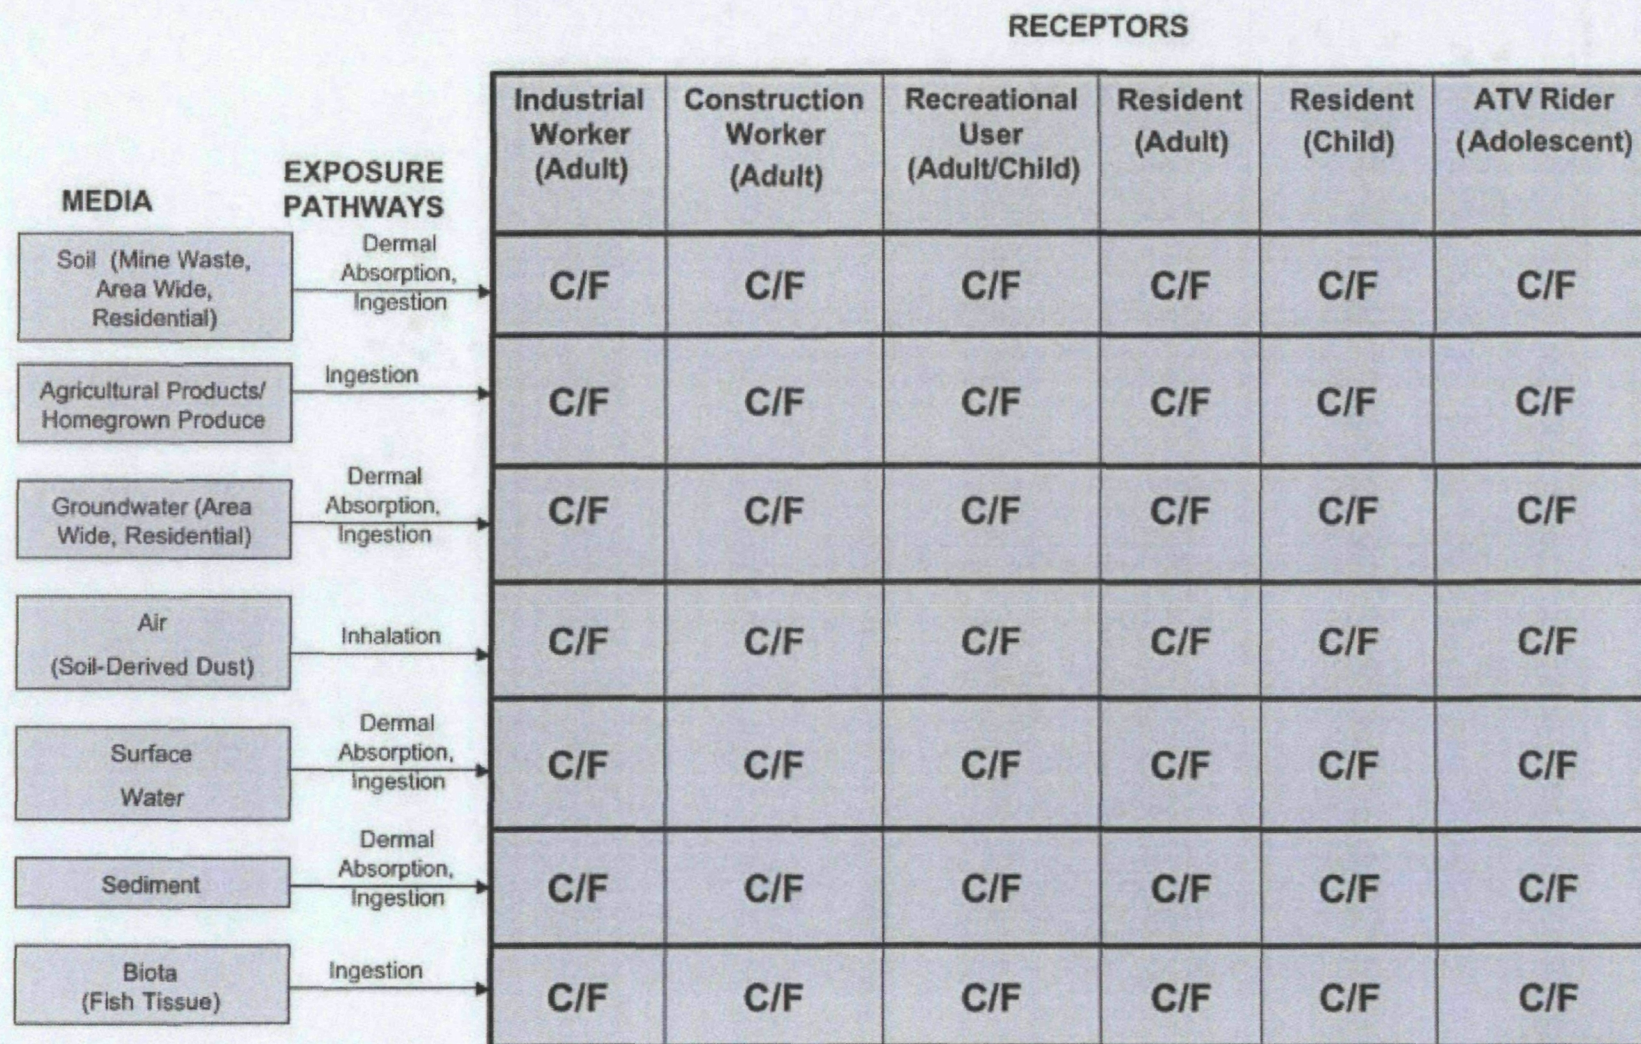 RECEPTORS
Industrial Worker (Adult) Construction Worker (Adult) Recreational User (Adult/Child) Resident (Adult) Resident (Child) ATV Rider (Adolescent)
MEDIA
EXPOSURE
PATHWAYS
Soil (Mine Waste,
Area Wide,
Residential)
Dermal
Absorption,
Ingestion
C/F C/F C/F C/F C/F C/F
Agricultural Products/
Homegrown Produce
Ingestion
C/F C/F C/F C/F C/F C/F
Groundwater (Area
Wide, Residential)
Dermal
Absorption,
Ingestion
C/F C/F C/F C/F C/F C/F
Air
(Soil-Derived Dust)
Inhalation
C/F C/F C/F C/F C/F C/F
Surface
Water
Dermal
Absorption,
Ingestion
C/F C/F C/F C/F C/F C/F
Sediment
Dermal
Absorption,
Ingestion
C/F C/F C/F C/F C/F C/F
Biota
(Fish Tissue)
Ingestion
C/F C/F C/F C/F C/F C/F